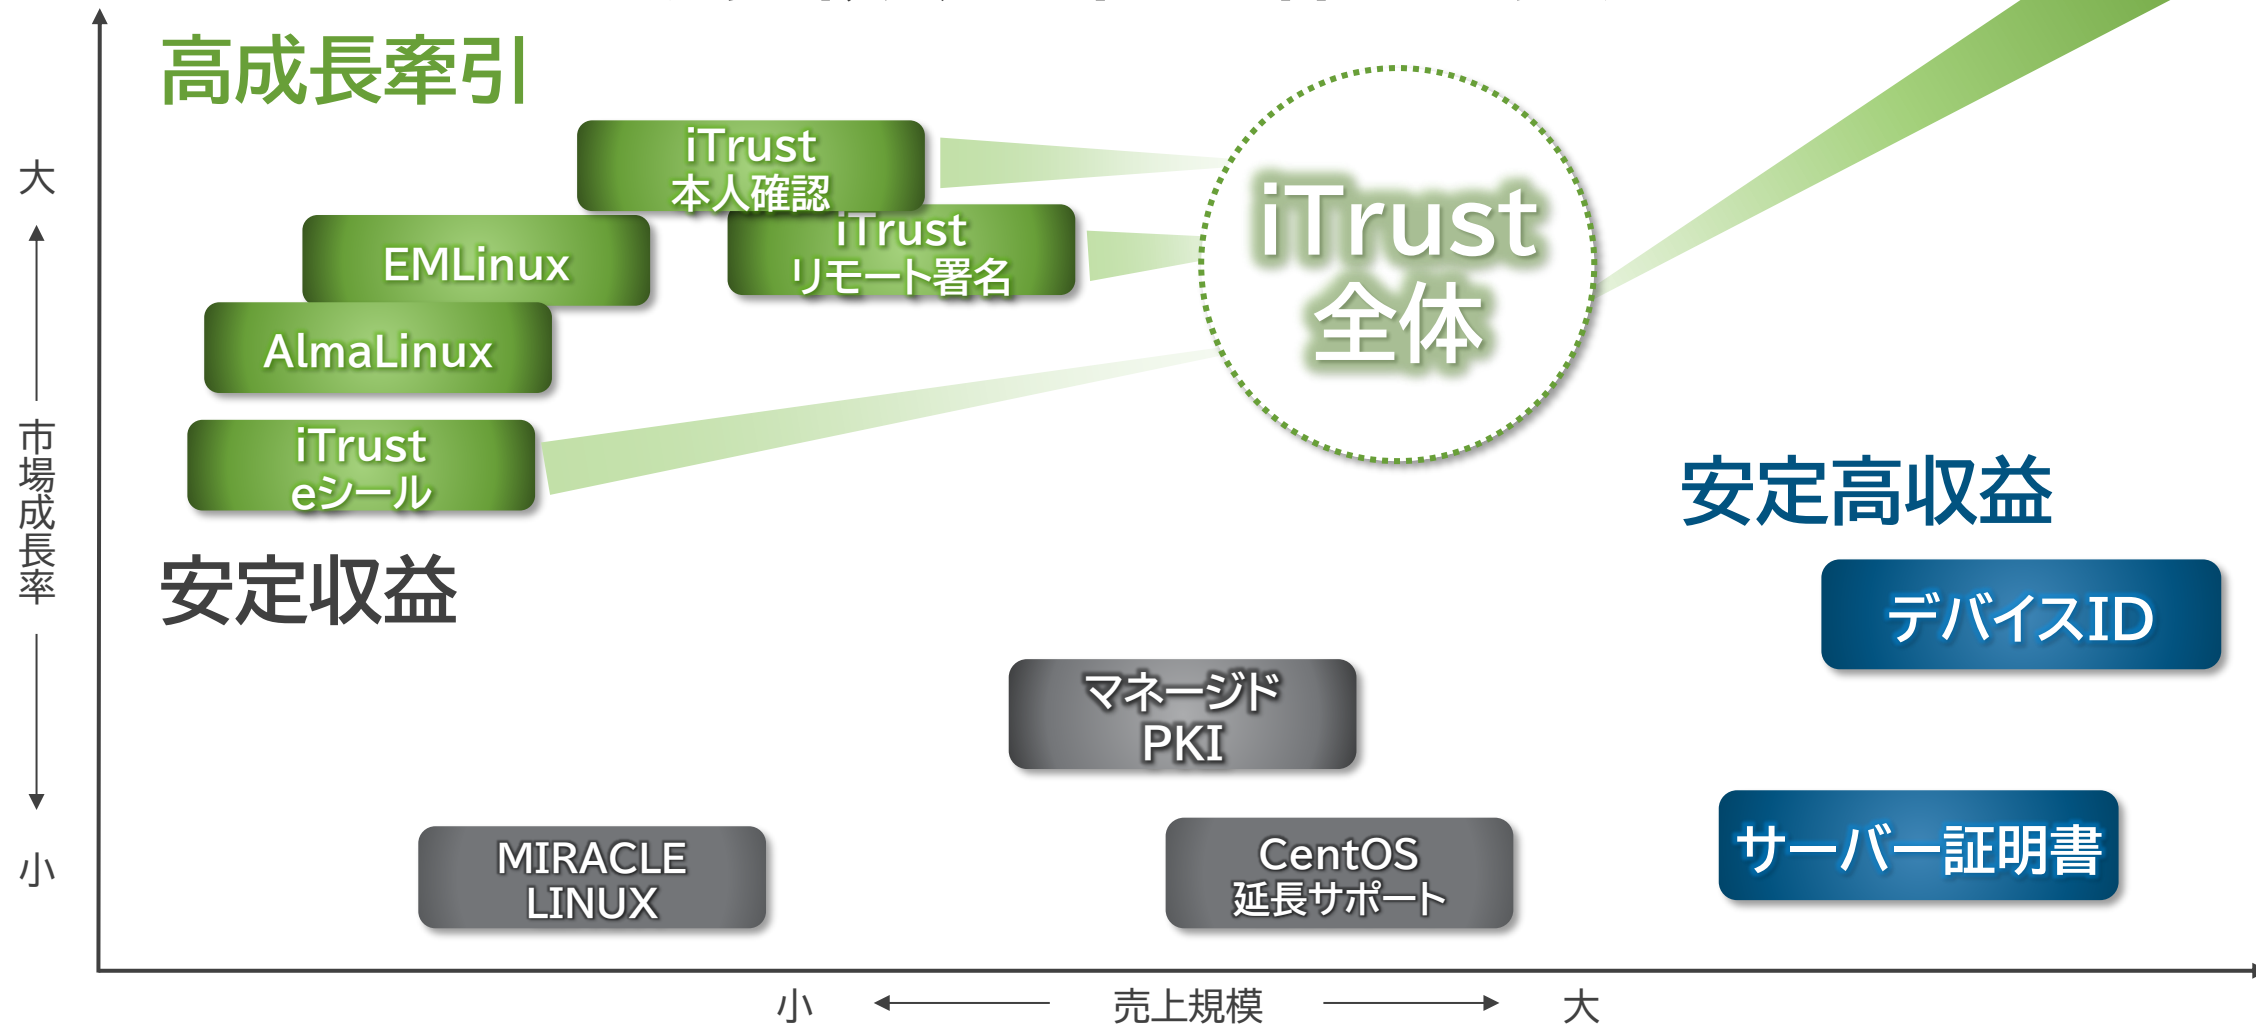 高成長牽引
iTrust
本人確認
iTrust
リモート署名
EMLinux
AlmaLinux
iTrust
eシール
iTrust
全体
大
市場成長率
小
安定収益
安定高収益
デバイスID
マネージド
PKI
サーバー証明書
MIRACLE
LINUX
CentOS
延長サポート
小
売上規模
大